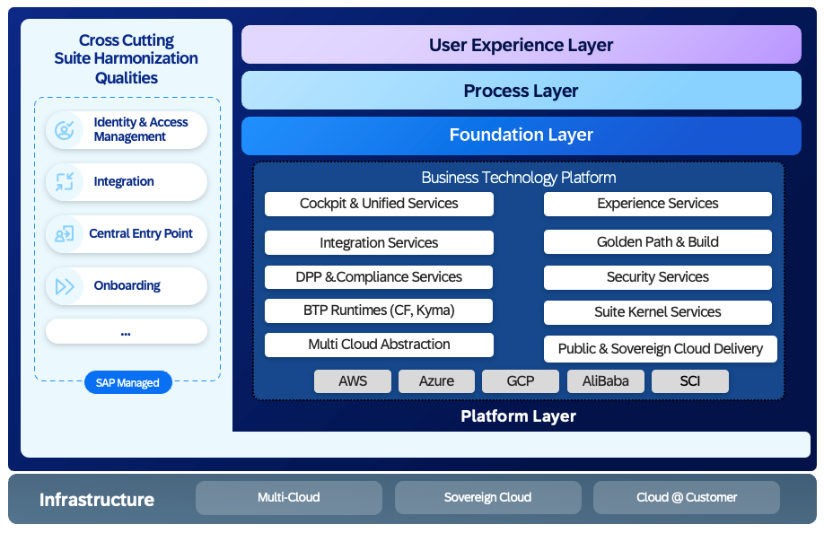 Cross Cutting
Suite Harmonization
Qualities
Identity & Access
Management
Integration
Central Entry Point
Onboarding
...
SAP Managed
User Experience Layer
Process Layer
Foundation Layer
Business Technology Platform
Cockpit & Unified Services
Experience Services
Integration Services
Golden Path & Build
DPP &.Compliance Services
Security Services
BTP Runtimes (CF, Kyma)
Suite Kernel Services
Multi Cloud Abstraction
Public & Sovereign Cloud Delivery
AWS
Azure
GCP
AliBaba
SCI
Platform Layer
Infrastructure
Multi-Cloud
Sovereign Cloud
Cloud @ Customer